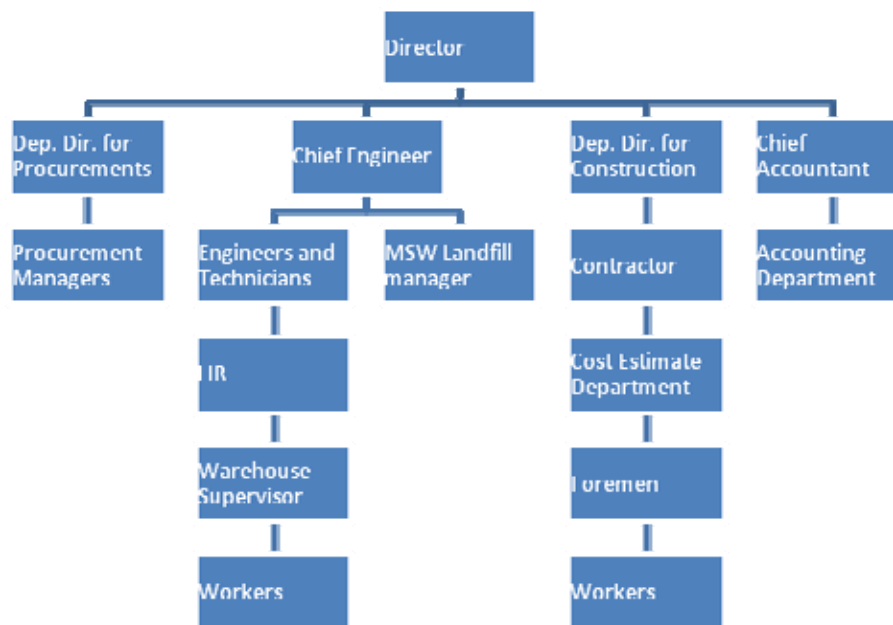 Director
Dep. Dir. for
Procurements
Chief Engineer
Dep. Dir. for
Construction
Chief
Accountant
Procurement
Managers
Engineers and
Technicians
MSW Landfill
manager
Contractor
Accounting
Department
HR
Cost Estimate
Department
Warehouse
Supervisor
Foremen
Workers
Workers